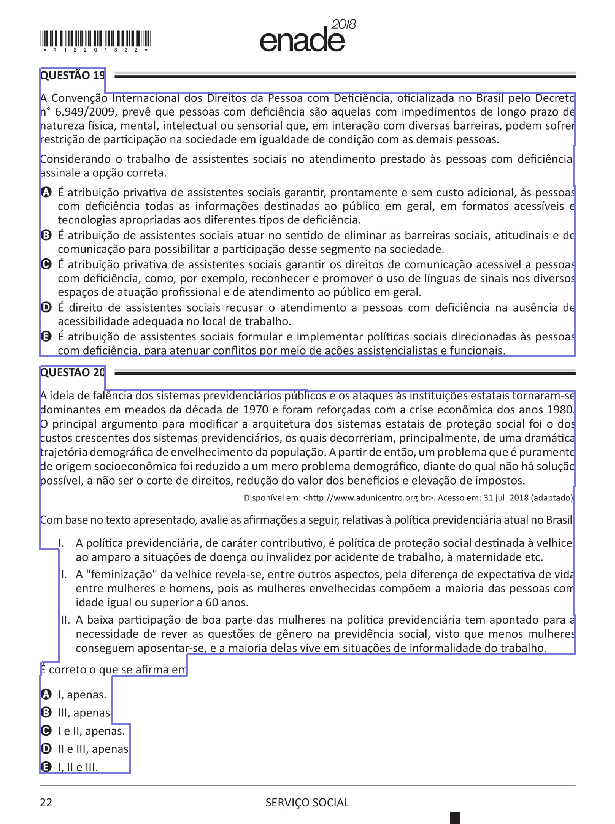 *R1220182​2*
enade2018
QUESTÃO 19
A Convenção Internacional dos Direitos da Pessoa com Deficiência, oficializada no Brasil pelo Decreto
n° 6.949/2009, prevê que pessoas com deficiência são aquelas com impedimentos de longo prazo de
natureza física, mental, intelectual ou sensorial que, em interação com diversas barreiras, podem sofrer
restrição de participação na sociedade em igualdade de condição com as demais pessoas.
Considerando o trabalho de assistentes sociais no atendimento prestado às pessoas com deficiência
assinale a opção correta.
A É atribuição privativa de assistentes sociais garantir, prontamente e sem custo adicional, às pessoas
com deficiência todas as informações destinadas ao público em geral, em formatos acessíveis e
tecnologias apropriadas aos diferentes tipos de deficiência.
B É atribuição de assistentes sociais atuar no sentido de eliminar as barreiras sociais, atitudinais e de
comunicação para possibilitar a participação desse segmento na sociedade.
C É atribuição privativa de assistentes sociais garantir os direitos de comunicação acessível a pessoas
com deficiência, como, por exemplo, reconhecer e promover o uso de línguas de sinais nos diversos
espaços de atuação profissional e de atendimento ao público em geral.
D É direito de assistentes sociais recusar o atendimento a pessoas com deficiência na ausência de
acessibilidade adequada no local de trabalho.
E É atribuição de assistentes sociais formular e implementar políticas sociais direcionadas às pessoas
com deficiência, para atenuar conflitos por meio de ações assistencialistas e funcionais.
QUESTÃO 20
A ideia de falência dos sistemas previdenciários públicos e os ataques às instituições estatais tornaram-se
dominantes em meados da década de 1970 e foram reforçadas com a crise econômica dos anos 1980.
O principal argumento para modificar a arquitetura dos sistemas estatais de proteção social foi o dos
custos crescentes dos sistemas previdenciários, os quais decorreriam, principalmente, de uma dramática
trajetória demográfica de envelhecimento da população. A partir de então, um problema que é puramente
de origem socioeconômica foi reduzido a um mero problema demográfico, diante do qual não há solução
possível, a não ser o corte de direitos, redução do valor dos benefícios e elevação de impostos.
Disponível em: <http //www.adunicentro.org br>. Acesso em: 31 jul 2018 (adaptado)
Com base no texto apresentado, avalie as afirmações a seguir, relativas à política previdenciária atual no Brasil
I. A política previdenciária, de caráter contributivo, é política de proteção social destinada à velhice
ao amparo a situações de doença ou invalidez por acidente de trabalho, à maternidade etc.
I. A "feminização" da velhice revela-se, entre outros aspectos, pela diferença de expectativa de vida
entre mulheres e homens, pois as mulheres envelhecidas compõem a maioria das pessoas com
idade igual ou superior a 60 anos.
II. A baixa participação de boa parte das mulheres na política previdenciária tem apontado para a
necessidade de rever as questões de gênero na previdência social, visto que menos mulheres
conseguem aposentar-se, e a maioria delas vive em situações de informalidade do trabalho.
É correto o que se afirma em
A I, apenas.
B III, apenas
C I e II, apenas.
D II e III, apenas
E I, II e III.
22
SERVIÇO SOCIAL